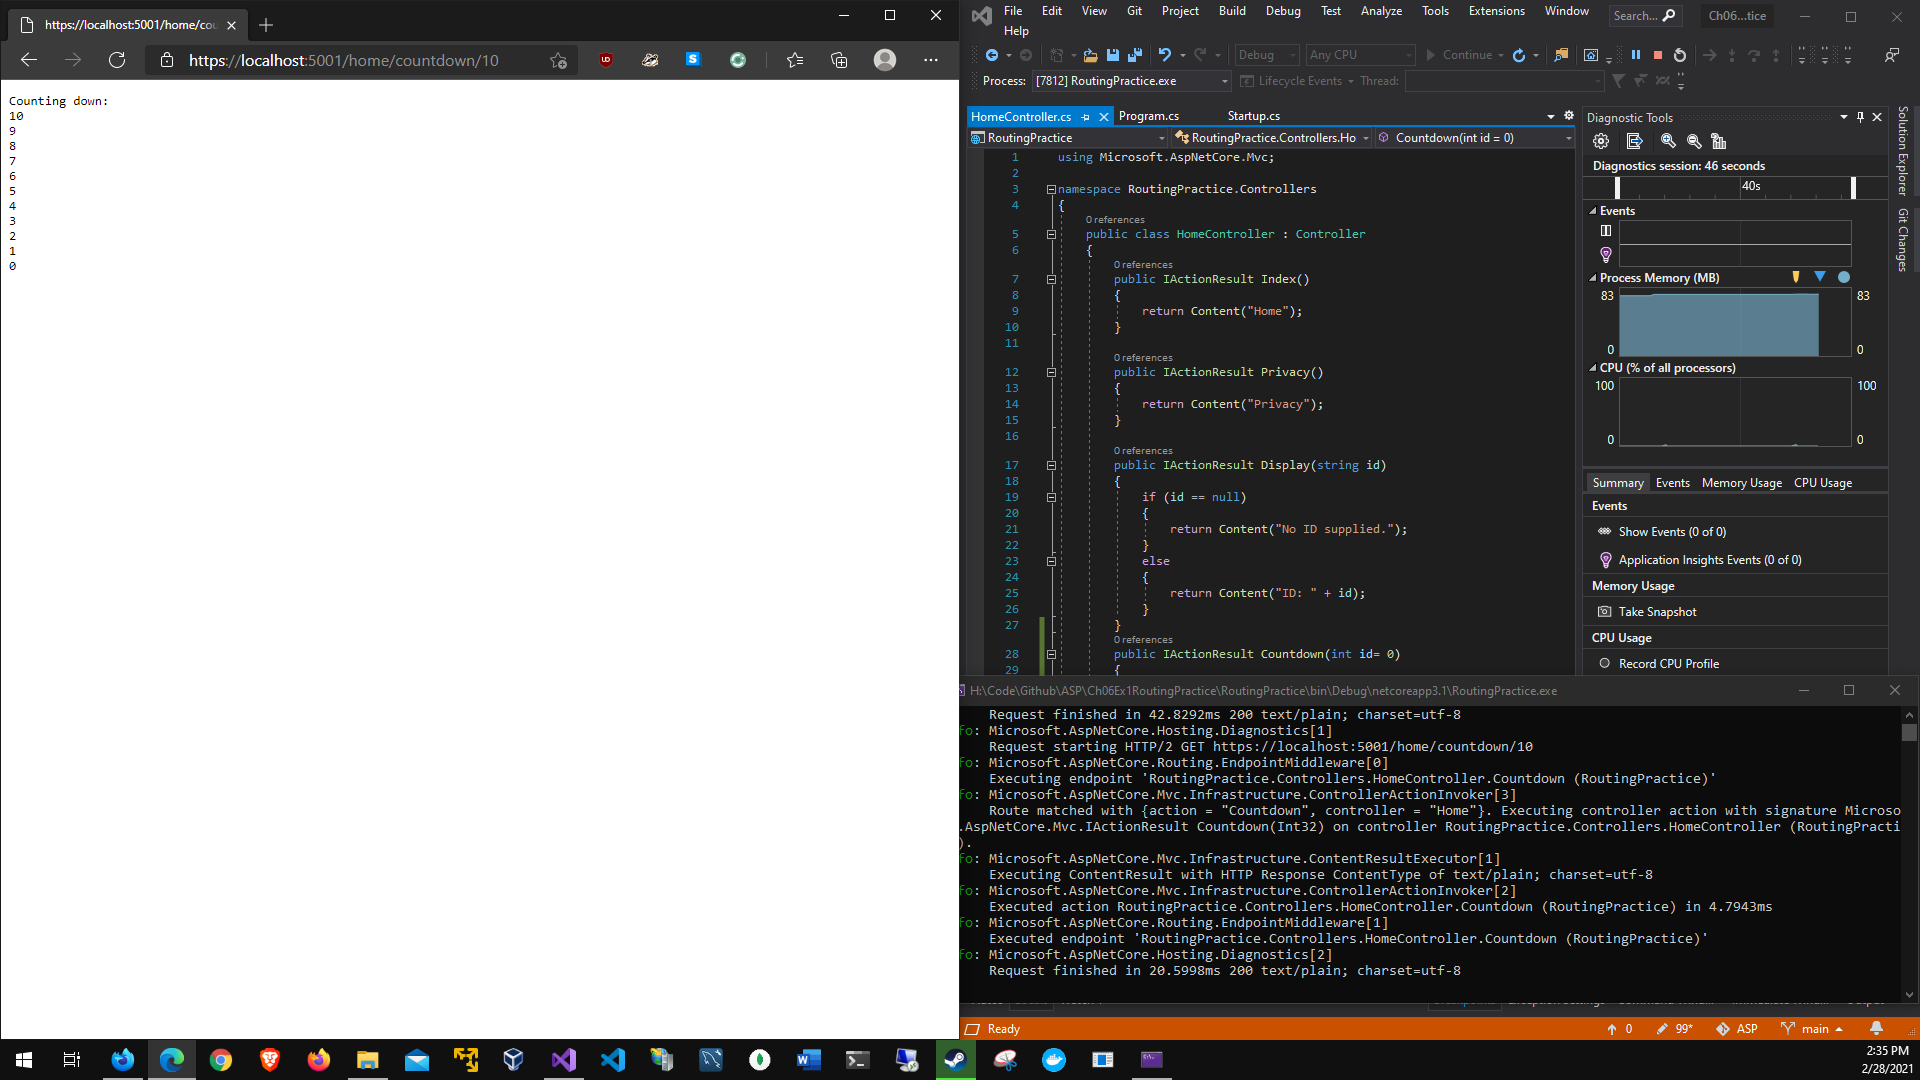 https://localhost:5001/home/cou
https://localhost:5001/home/countdown/10
Counting down:
10
9
8
7
6
5
4
3
2
1
0
File Edit View Git Project Build Debug Test Analyze Tools Extensions Window Search... Ch06...tice
Help
Debug Any CPU Continue
Process: [7812] RoutingPractice.exe Lifecycle Events Thread:
HomeController.cs Program.cs Startup.cs
RoutingPractice RoutingPractice.Controllers.Ho Countdown(int id = 0)
1 using Microsoft.AspNetCore.Mvc;
2
3 namespace RoutingPractice.Controllers
4 {
0 references
5 public class HomeController : Controller
6 {
0 references
7 public IActionResult Index()
8 {
9 return Content("Home");
10 }
11
0 references
12 public IActionResult Privacy()
13 {
14 return Content("Privacy");
15 }
16
0 references
17 public IActionResult Display(string id)
18 {
19 if (id == null)
20 {
21 return Content("No ID supplied.");
22 }
23 else
24 {
25 return Content("ID: " + id);
26 }
27 }
0 references
28 public IActionResult Countdown(int id= 0)
29 {
Diagnostic Tools
Diagnostics session: 46 seconds
40s
Events
Process Memory (MB)
83 83
0 0
CPU (% of all processors)
100 100
0 0
Summary Events Memory Usage CPU Usage
Events
Show Events (0 of 0)
Application Insights Events (0 of 0)
Memory Usage
Take Snapshot
CPU Usage
Record CPU Profile
Solution Explorer
Git Changes
H:\Code\Github\ASP\Ch06Ex1RoutingPractice\RoutingPractice\bin\Debug\netcoreapp3.1\RoutingPractice.exe
Request finished in 42.8292ms 200 text/plain; charset=utf-8
fo: Microsoft.AspNetCore.Hosting.Diagnostics[1]
Request starting HTTP/2 GET https://localhost:5001/home/countdown/10
fo: Microsoft.AspNetCore.Routing.EndpointMiddleware[0]
Executing endpoint 'RoutingPractice.Controllers.HomeController.Countdown (RoutingPractice)'
fo: Microsoft.AspNetCore.Mvc.Infrastructure.ControllerActionInvoker[3]
Route matched with {action = "Countdown", controller = "Home"}. Executing controller action with signature Microso
.AspNetCore.Mvc.IActionResult Countdown(Int32) on controller RoutingPractice.Controllers.HomeController (RoutingPracti
).
fo: Microsoft.AspNetCore.Mvc.Infrastructure.ContentResultExecutor[1]
Executing ContentResult with HTTP Response ContentType of text/plain; charset=utf-8
fo: Microsoft.AspNetCore.Mvc.Infrastructure.ControllerActionInvoker[2]
Executed action RoutingPractice.Controllers.HomeController.Countdown (RoutingPractice) in 4.7943ms
fo: Microsoft.AspNetCore.Routing.EndpointMiddleware[1]
Executed endpoint 'RoutingPractice.Controllers.HomeController.Countdown (RoutingPractice)'
fo: Microsoft.AspNetCore.Hosting.Diagnostics[2]
Request finished in 20.5998ms 200 text/plain; charset=utf-8
Ready 0 99* ASP main
2:35 PM
2/28/2021